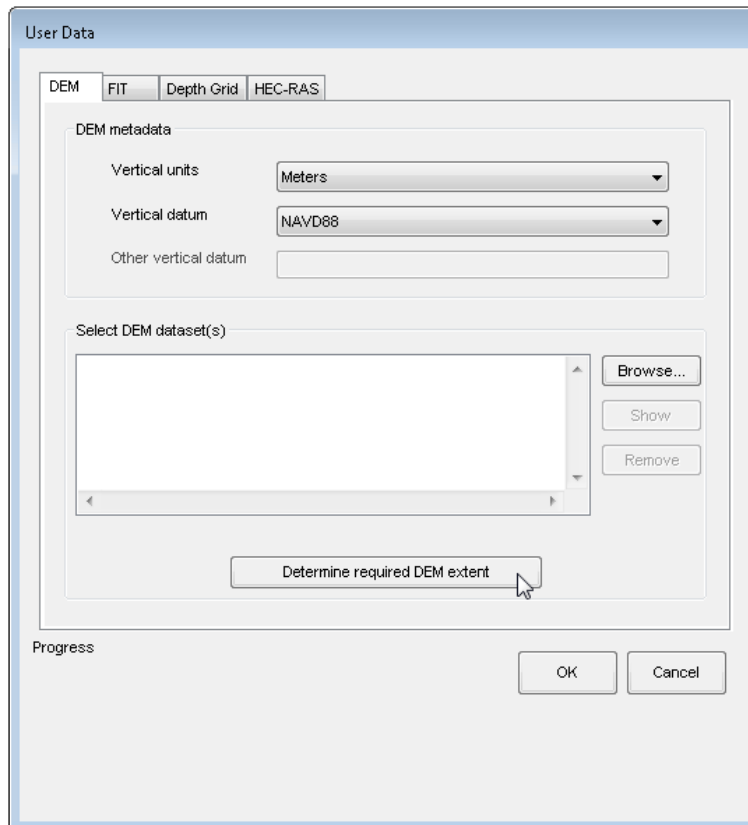 User Data
DEM FIT Depth Grid HEC-RAS
DEM metadata
Vertical units Meters
Vertical datum NAVD88
Other vertical datum
Select DEM dataset(s)
Browse...
Show
Remove
Determine required DEM extent
Progress
OK Cancel